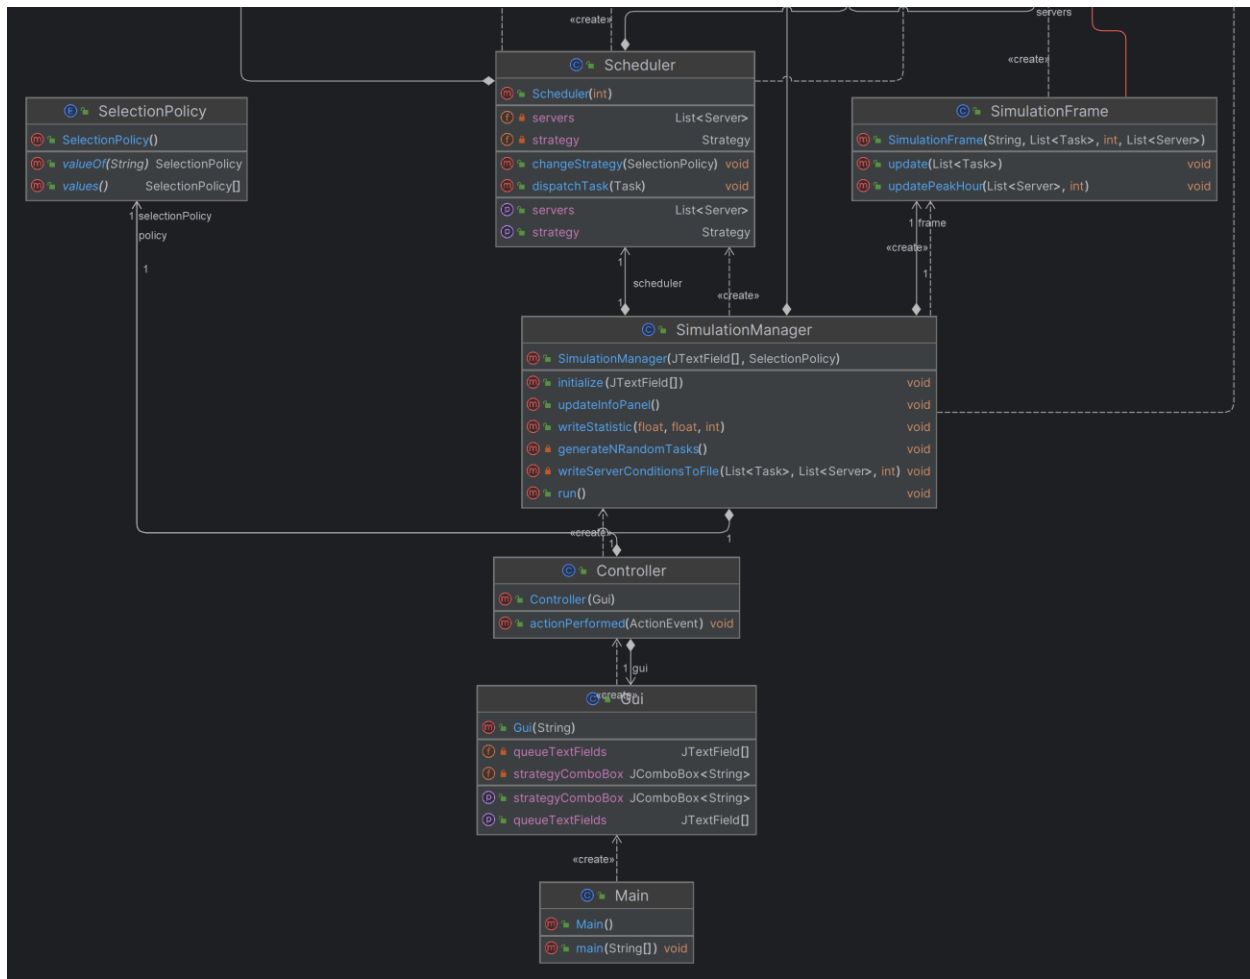 «create»
servers
Scheduler
«create»
Scheduler(int)
servers List<Server>
strategy Strategy
changeStrategy(SelectionPolicy) void
dispatchTask(Task) void
servers List<Server>
strategy Strategy
SelectionPolicy
SelectionPolicy()
valueOf(String) SelectionPolicy
values() SelectionPolicy[]
SimulationFrame
SimulationFrame(String, List<Task>, int, List<Server>)
update(List<Task>) void
updatePeakHour(List<Server>, int) void
1 selectionPolicy
policy
1
1 frame
«create»
1
1
scheduler
«create»
1
SimulationManager
SimulationManager(JTextField[], SelectionPolicy)
initialize(JTextField[]) void
updateInfoPanel() void
writeStatistic(float, float, int) void
generateNRandomTasks() void
writeServerConditionsToFile(List<Task>, List<Server>, int) void
run() void
«create»
1
1
Controller
Controller(Gui)
actionPerformed(ActionEvent) void
1 gui
«create»
Gui
Gui(String)
queueTextFields JTextField[]
strategyComboBox JComboBox<String>
strategyComboBox JComboBox<String>
queueTextFields JTextField[]
«create»
Main
Main()
main(String[]) void